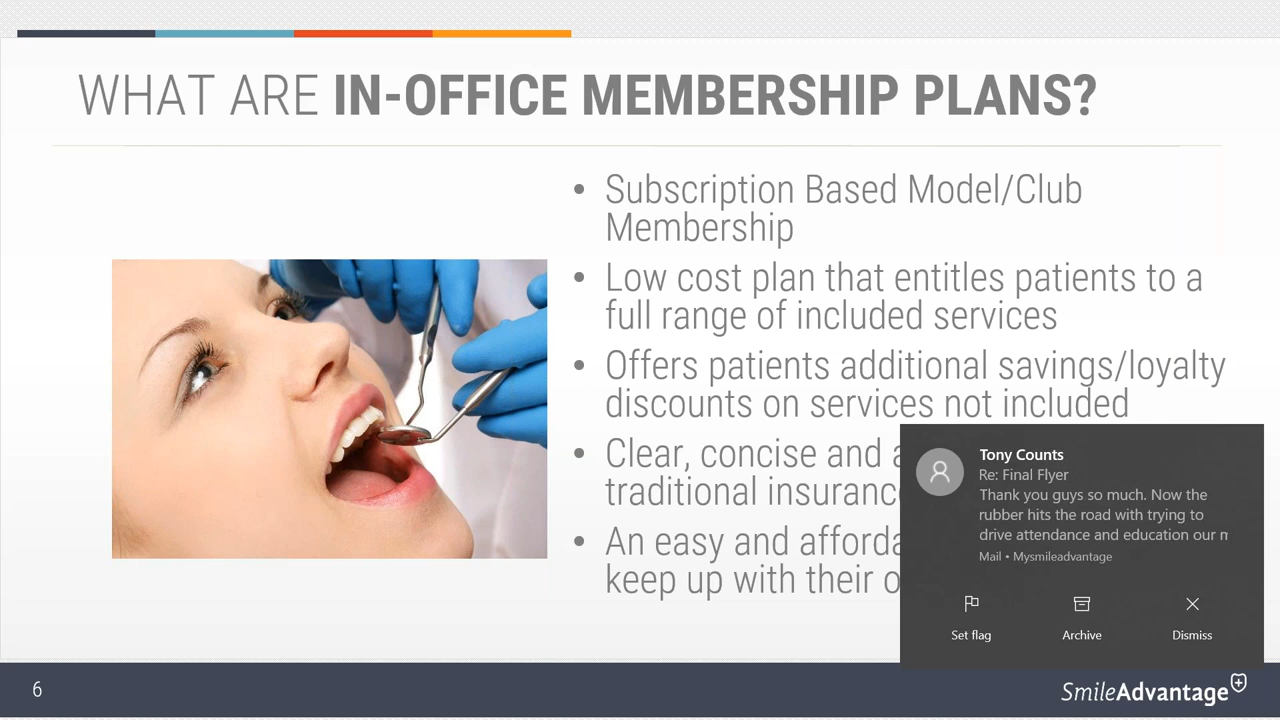 WHAT ARE IN-OFFICE MEMBERSHIP PLANS?
• Subscription Based Model/Club
Membership
• Low cost plan that entitles patients to a
full range of included services
• Offers patients additional savings/loyalty
discounts on services not included
• Clear, concise and
traditional
• An easy and
keep up with their
Tony Counts
Re: Final Flyer
Thank you guys so much. Now the
rubber hits the road with trying to
drive attendance and education our
Mail • Mysmileadvantage
Set flag
Archive
Dismiss
6
SmileAdvantage